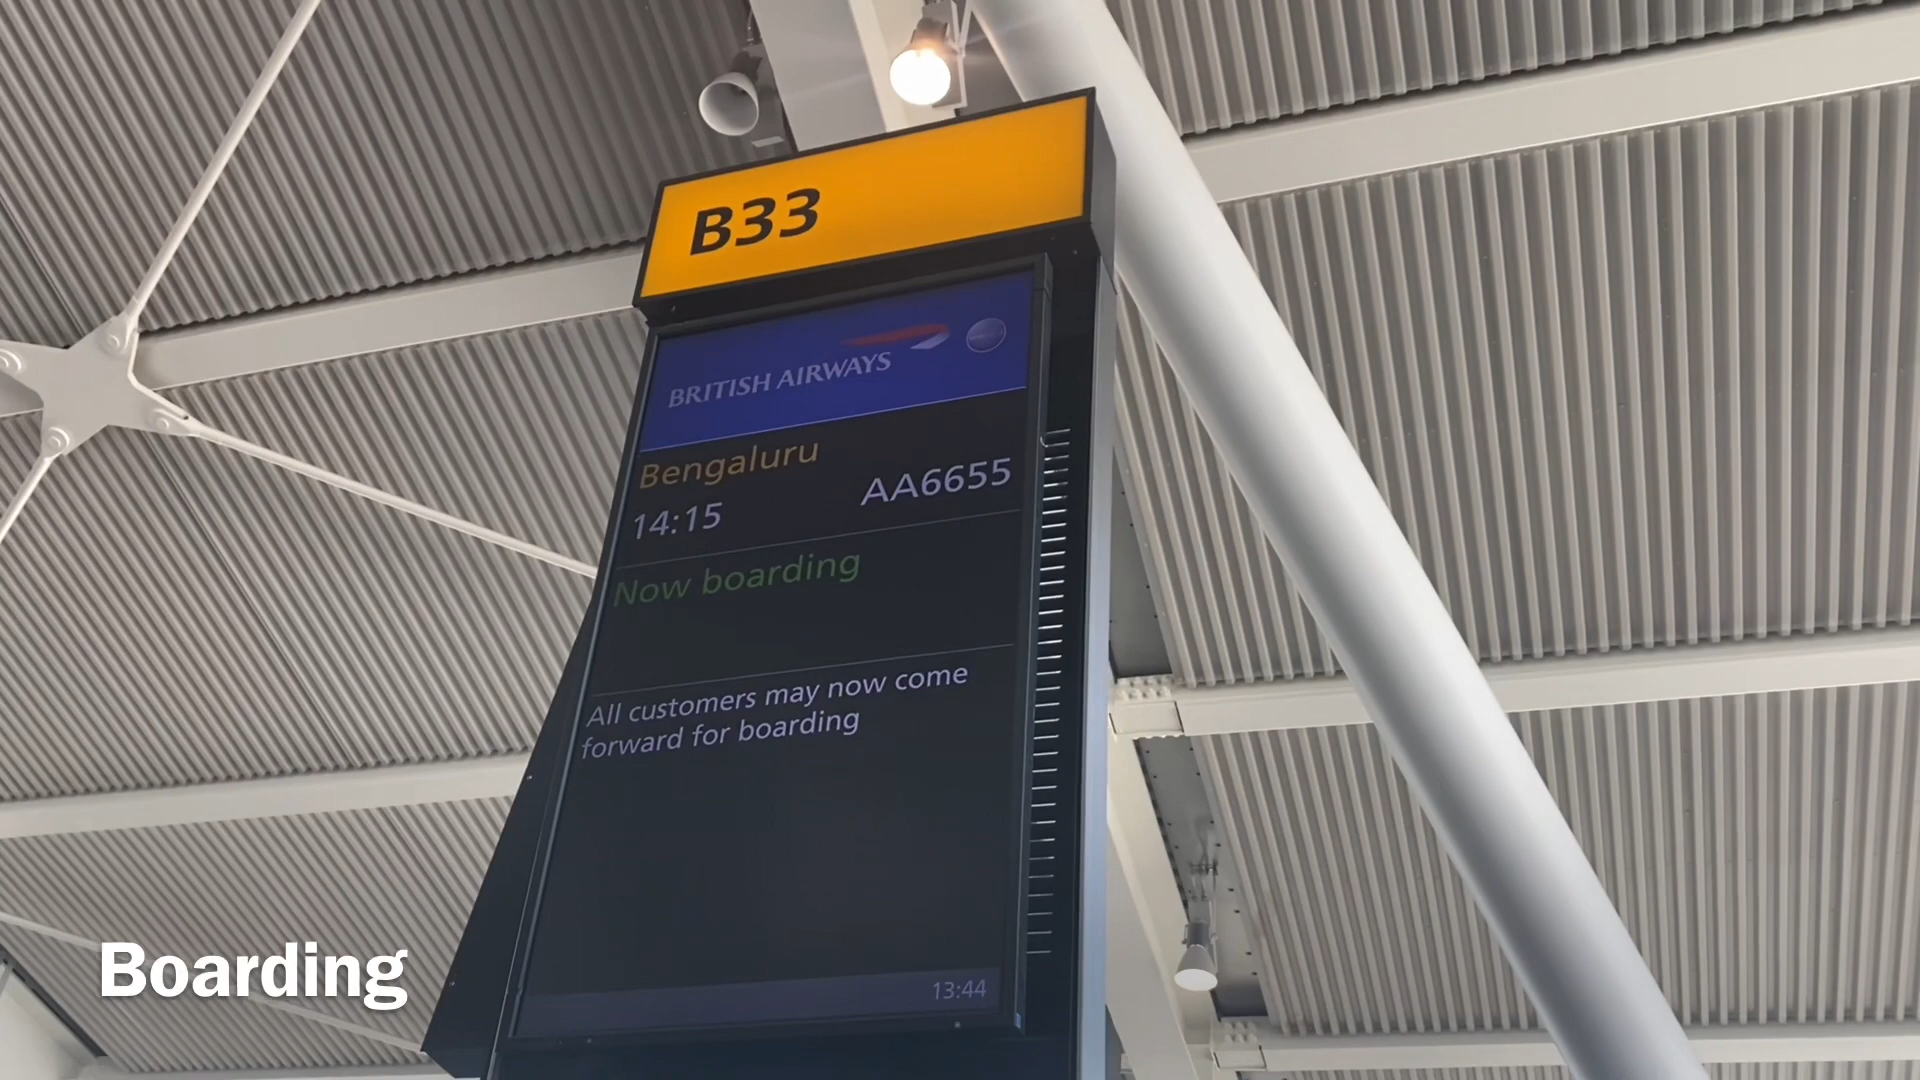 B33
BRITISH AIRWAYS
Bengaluru
14:15 AA6655
Now boarding
All customers may now come
forward for boarding
13:44
Boarding